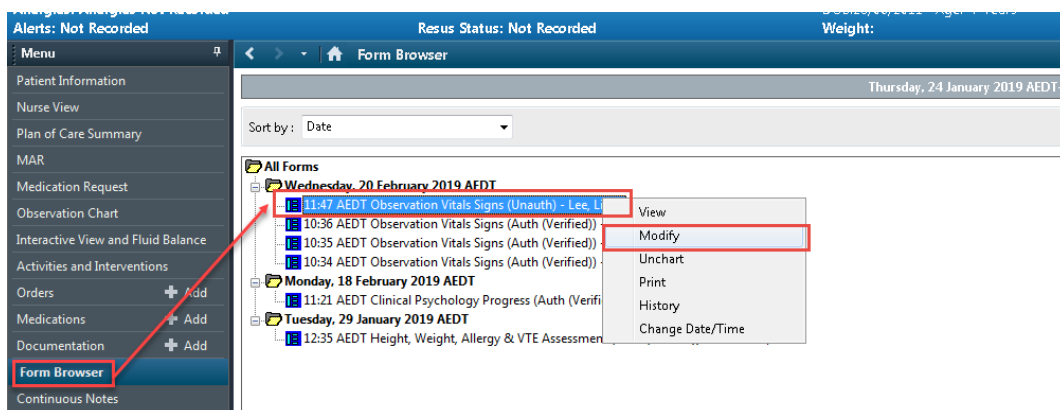 Alerts: Not Recorded Resus Status: Not Recorded Weight:
Menu
Form Browser
Patient Information
Nurse View
Plan of Care Summary
MAR
Medication Request
Observation Chart
Interactive View and Fluid Balance
Activities and Interventions
Orders Add
Medications Add
Documentation Add
Form Browser
Continuous Notes
Thursday, 24 January 2019 AEDT
Sort by : Date
All Forms
Wednesday, 20 February 2019 AEDT
11:47 AEDT Observation Vitals Signs (Unauth) - Lee,
10:36 AEDT Observation Vitals Signs (Auth (Verified))
10:35 AEDT Observation Vitals Signs (Auth (Verified))
10:34 AEDT Observation Vitals Signs (Auth (Verified))
Monday, 18 February 2019 AEDT
11:21 AEDT Clinical Psychology Progress (Auth
Tuesday, 29 January 2019 AEDT
12:35 AEDT Height, Weight, Allergy & VTE
View
Modify
Unchart
Print
History
Change Date/Time